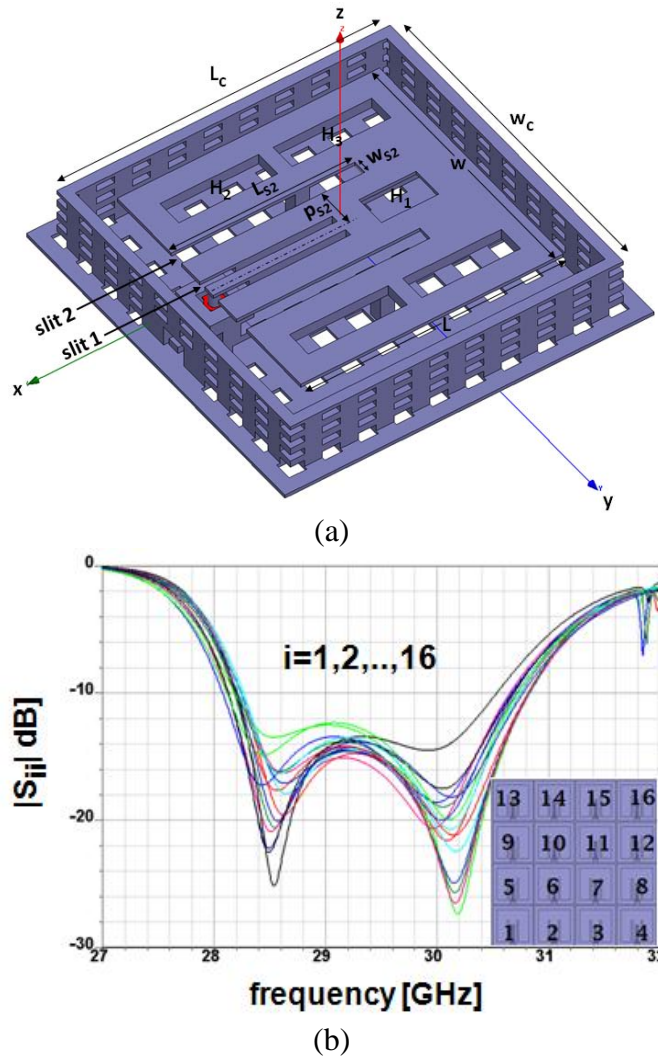 z
z
L_C
w_C
w
H_3
w_S2
H_2
L_S2
H_1
p_S2
slit 2
slit 1
L
x
y
(a)
0
-10
-20
-30
|S_ii| dB
i=1,2,..,16
13 14 15 16
9 10 11 12
5 6 7 8
1 2 3 4
27 28 29 30 31 32
frequency [GHz]
(b)